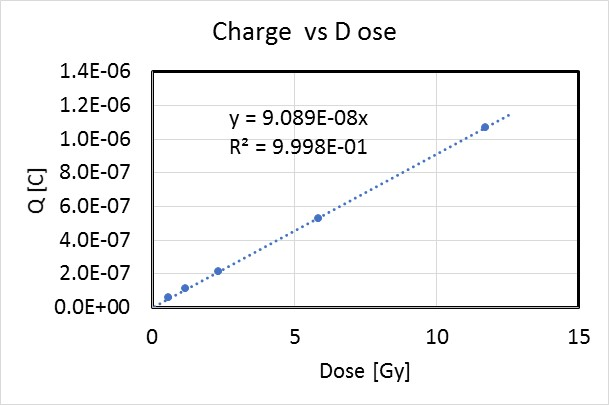 Charge vs D ose
1.4E-06
1.2E-06
1.0E-06
8.0E-07
6.0E-07
4.0E-07
2.0E-07
0.0E+00
Q [C]
y = 9.089E-08x
R² = 9.998E-01
0 5 10 15
Dose [Gy]